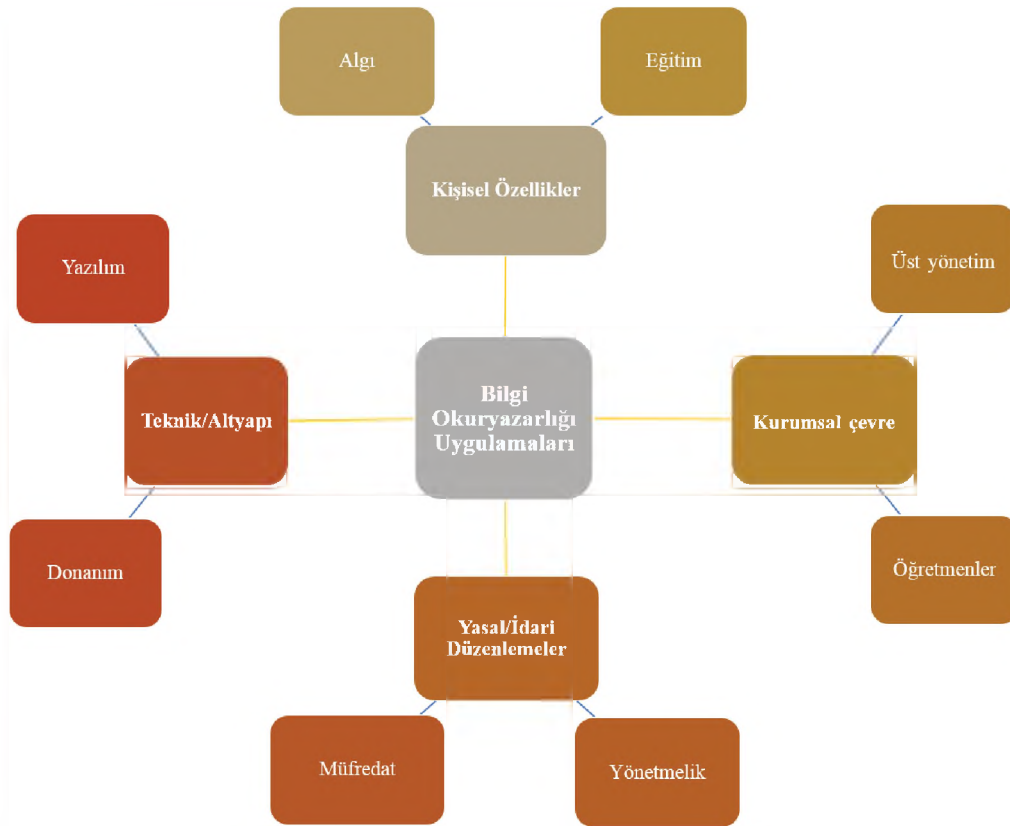 Algı
Eğitim
Kişisel Özellikler
Yazılım
Üst yönetim
Teknik/Altyapı
Bilgi
Okuryazarlığı
Uygulamaları
Kurumsal çevre
Donanım
Öğretmenler
Yasal/İdari
Düzenlemeler
Müfredat
Yönetmelik